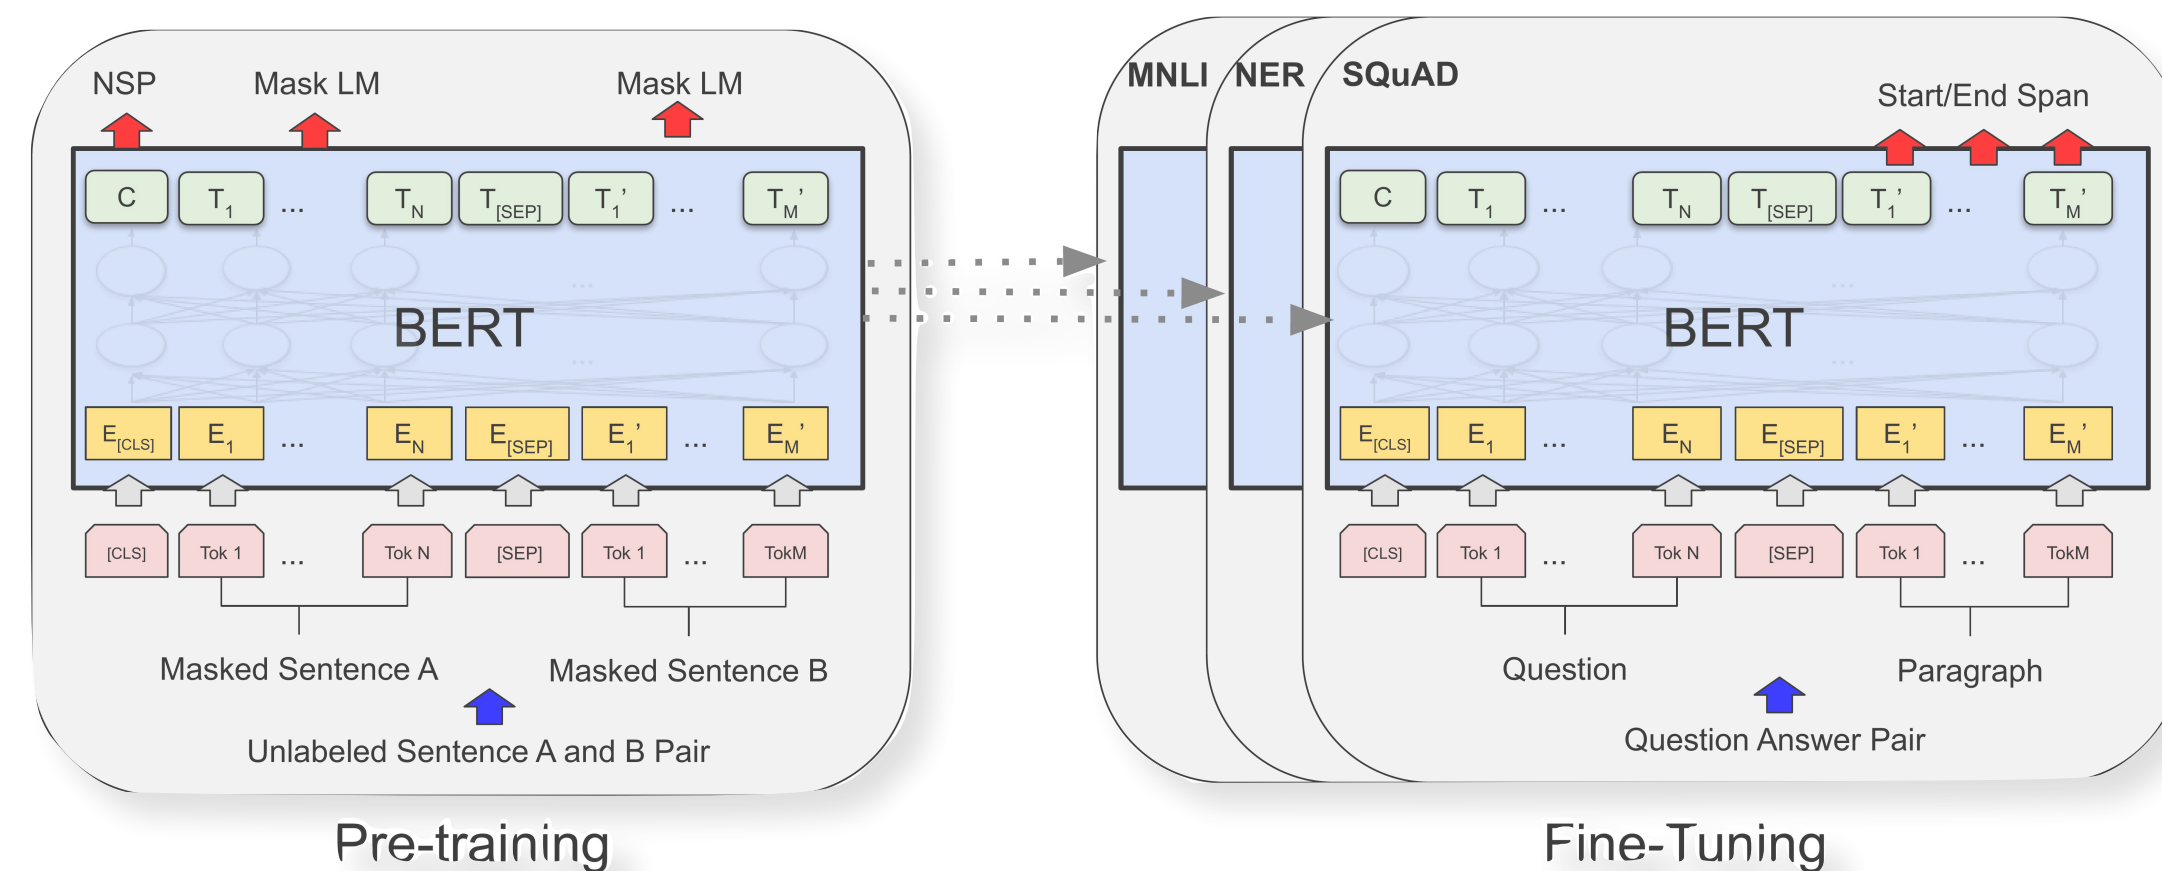 NSP Mask LM Mask LM
C T1 ... TN T[SEP] T1’ ... TM’
BERT
E[CLS] E1 ... EN E[SEP] E1’ ... EM’
[CLS] Tok 1 ... Tok N [SEP] Tok 1 ... TokM
Masked Sentence A Masked Sentence B
Unlabeled Sentence A and B Pair
Pre-training
MNLI NER SQuAD
Start/End Span
C T1 ... TN T[SEP] T1’ ... TM’
BERT
E[CLS] E1 ... EN E[SEP] E1’ ... EM’
[CLS] Tok 1 ... Tok N [SEP] Tok 1 ... TokM
Question Paragraph
Question Answer Pair
Fine-Tuning